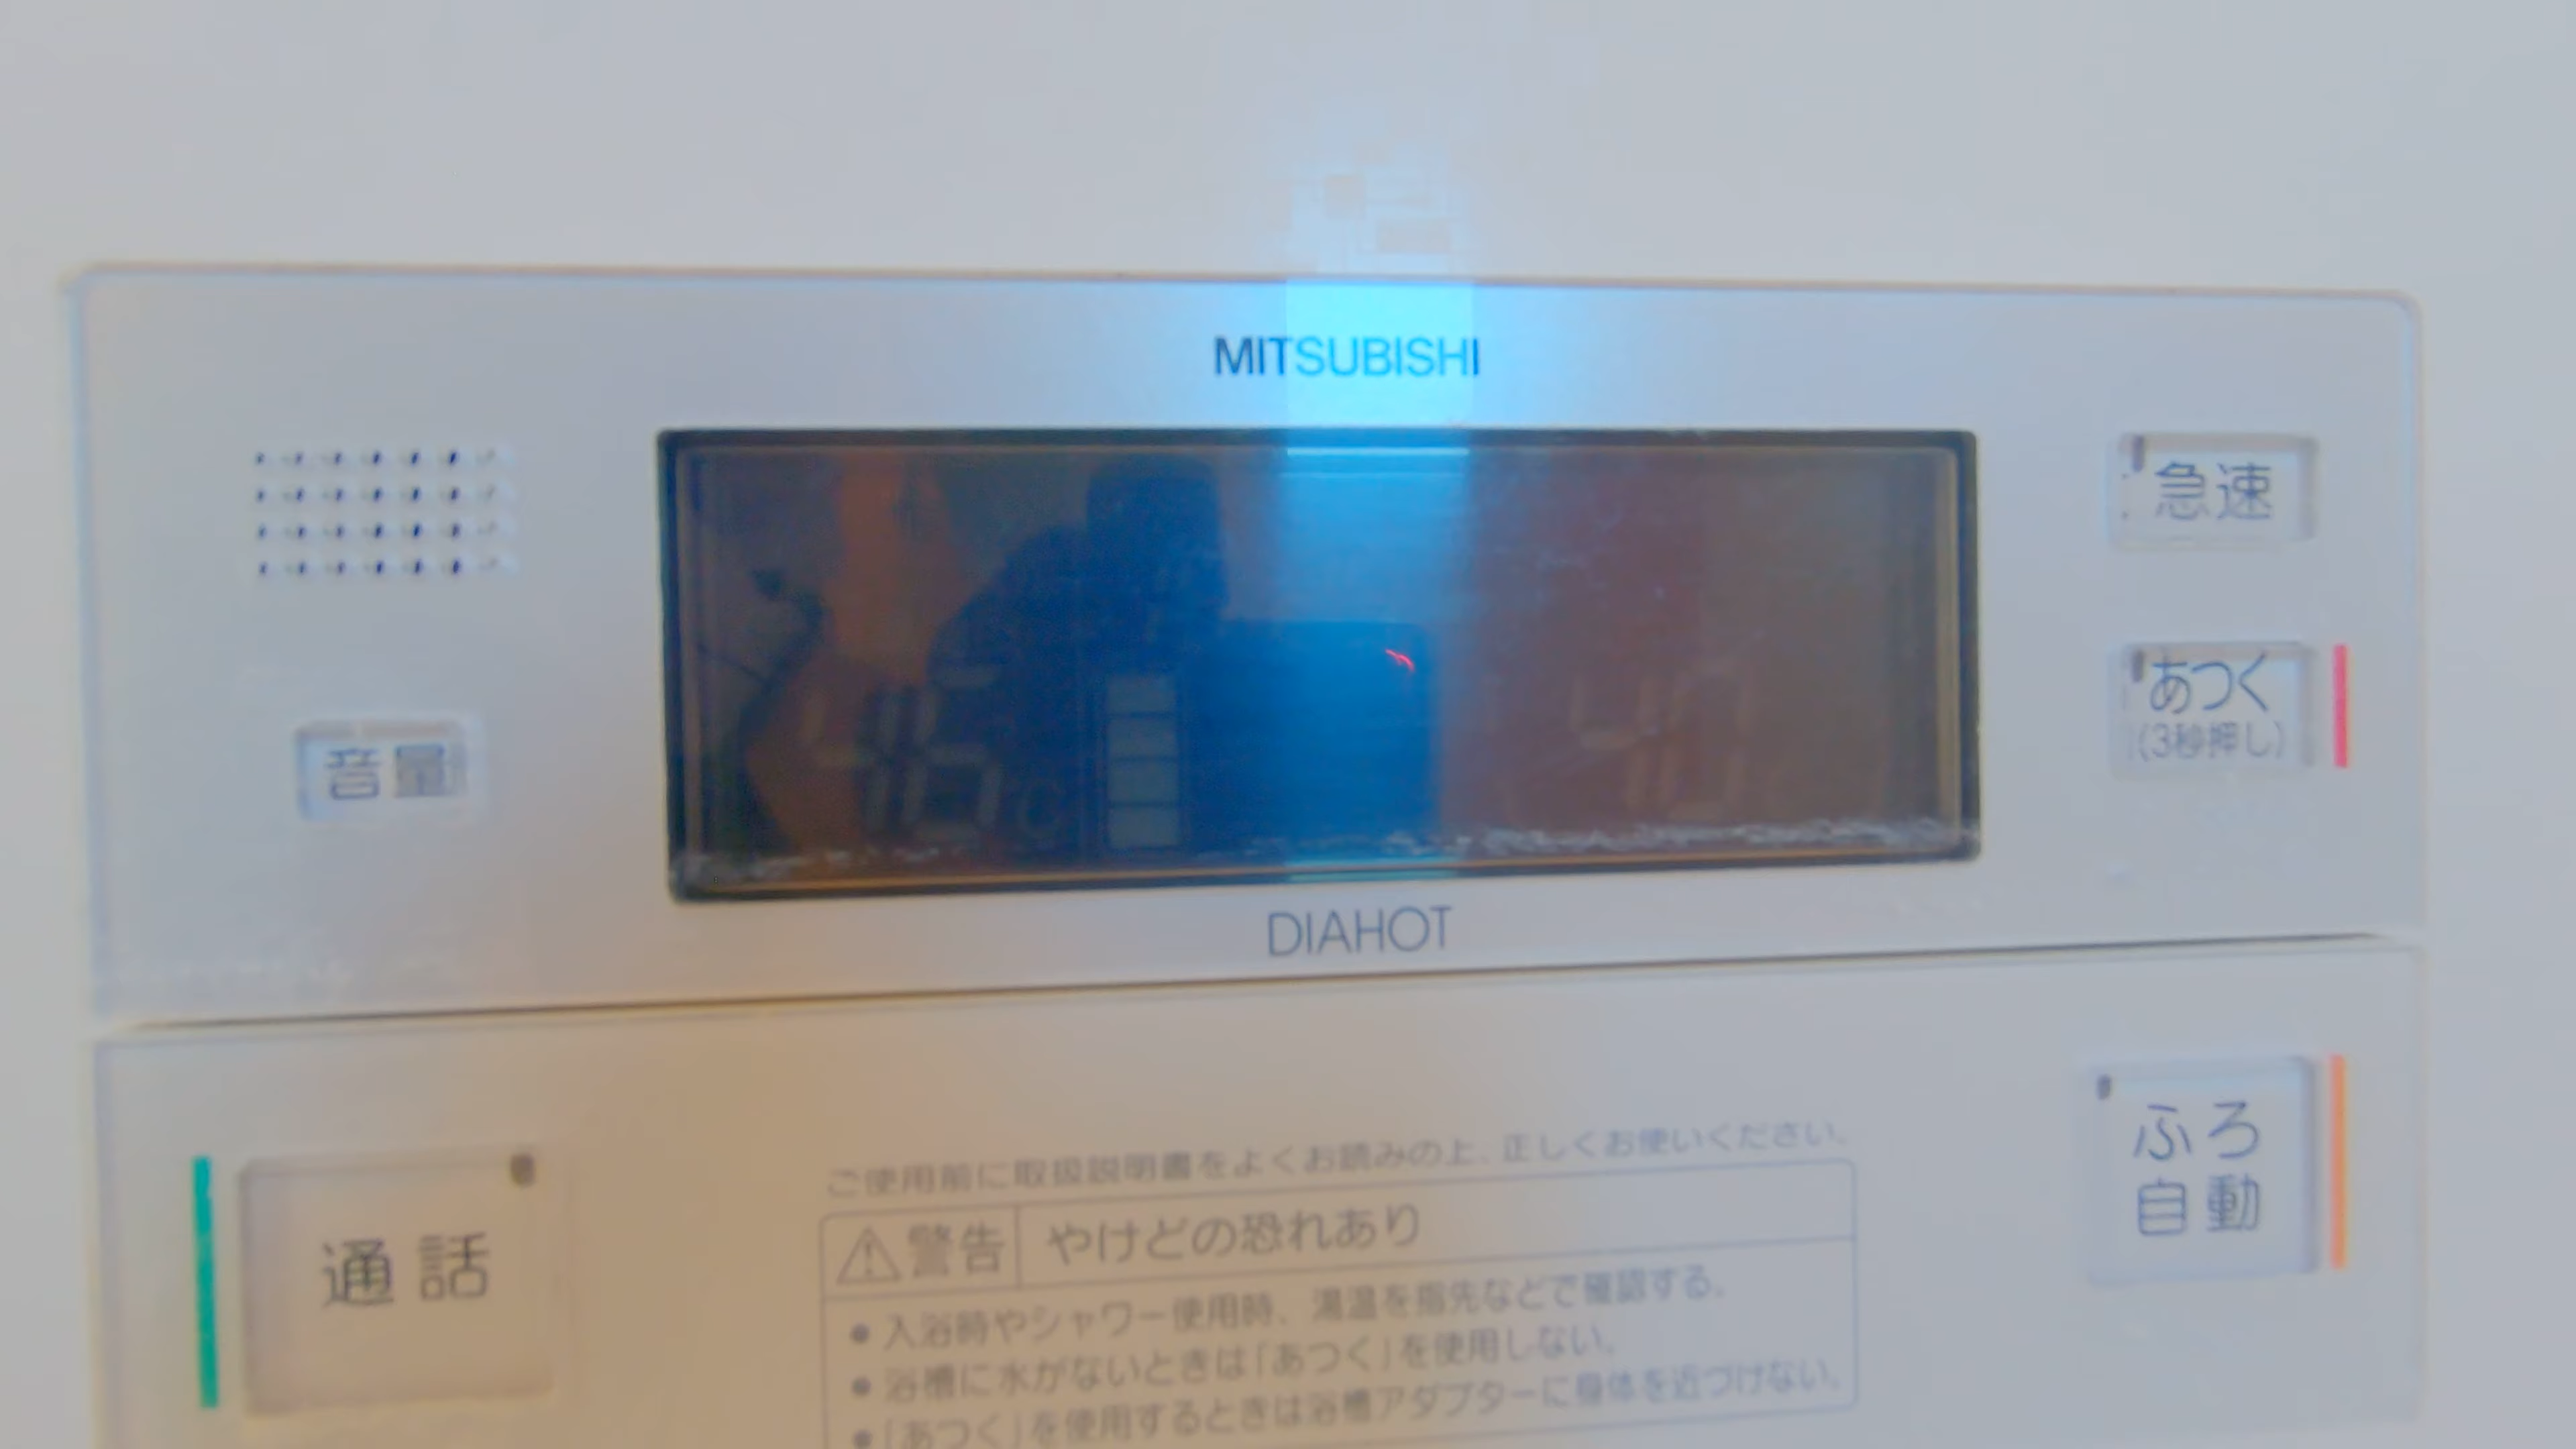 MITSUBISHI
急速
45℃
40
あつく
(3秒押し)
音量
DIAHOT
ふろ
自動
通話
ご使用前に取扱説明書をよくお読みの上、正しくお使いください。
警告 やけどの恐れあり
●入浴時やシャワー使用時、湯温を指先などで確認する。
●浴槽に水がないときは「あつく」を使用しない。
●「あつく」を使用するときは浴槽アダプターに身体を近づけない。